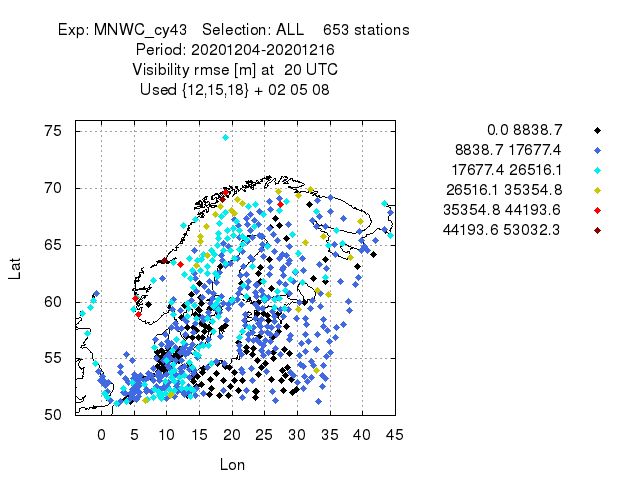 Exp: MNWC_cy43   Selection: ALL    653 stations
Period: 20201204-20201216
Visibility rmse [m] at  20 UTC
Used {12,15,18} + 02 05 08
0.0 8838.7
8838.7 17677.4
17677.4 26516.1
26516.1 35354.8
35354.8 44193.6
44193.6 53032.3
Lat
75
70
65
60
55
50
0 5 10 15 20 25 30 35 40 45
Lon